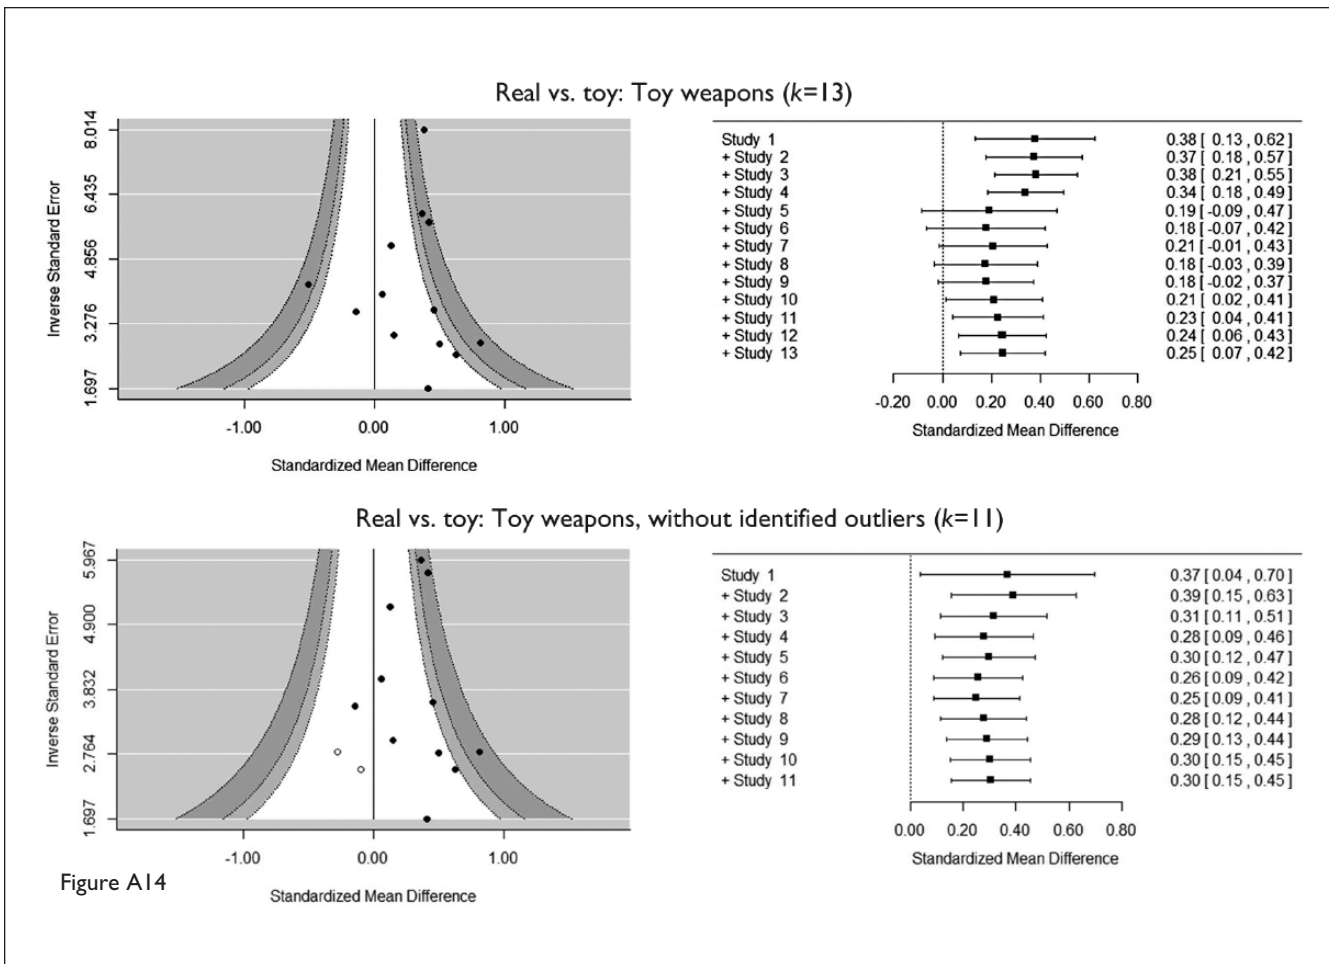 Real vs. toy: Toy weapons (k=13)
Inverse Standard Error
8.014
6.435
4.856
3.276
1.697
-1.00 0.00 1.00
Standardized Mean Difference
Study 1 0.38 [ 0.13 , 0.62 ]
+ Study 2 0.37 [ 0.18 , 0.57 ]
+ Study 3 0.38 [ 0.21 , 0.55 ]
+ Study 4 0.34 [ 0.18 , 0.49 ]
+ Study 5 0.19 [ -0.09 , 0.47 ]
+ Study 6 0.18 [ -0.07 , 0.42 ]
+ Study 7 0.21 [ -0.01 , 0.43 ]
+ Study 8 0.18 [ -0.03 , 0.39 ]
+ Study 9 0.18 [ -0.02 , 0.37 ]
+ Study 10 0.21 [ 0.02 , 0.41 ]
+ Study 11 0.23 [ 0.04 , 0.41 ]
+ Study 12 0.24 [ 0.06 , 0.43 ]
+ Study 13 0.25 [ 0.07 , 0.42 ]
-0.20 0.00 0.20 0.40 0.60 0.80
Standardized Mean Difference
Real vs. toy: Toy weapons, without identified outliers (k=11)
Inverse Standard Error
5.967
4.900
3.832
2.764
1.697
-1.00 0.00 1.00
Standardized Mean Difference
Study 1 0.37 [ 0.04 , 0.70 ]
+ Study 2 0.39 [ 0.15 , 0.63 ]
+ Study 3 0.31 [ 0.11 , 0.51 ]
+ Study 4 0.28 [ 0.09 , 0.46 ]
+ Study 5 0.30 [ 0.12 , 0.47 ]
+ Study 6 0.26 [ 0.09 , 0.42 ]
+ Study 7 0.25 [ 0.09 , 0.41 ]
+ Study 8 0.28 [ 0.12 , 0.44 ]
+ Study 9 0.29 [ 0.13 , 0.44 ]
+ Study 10 0.30 [ 0.15 , 0.45 ]
+ Study 11 0.30 [ 0.15 , 0.45 ]
0.00 0.20 0.40 0.60 0.80
Standardized Mean Difference
Figure A14